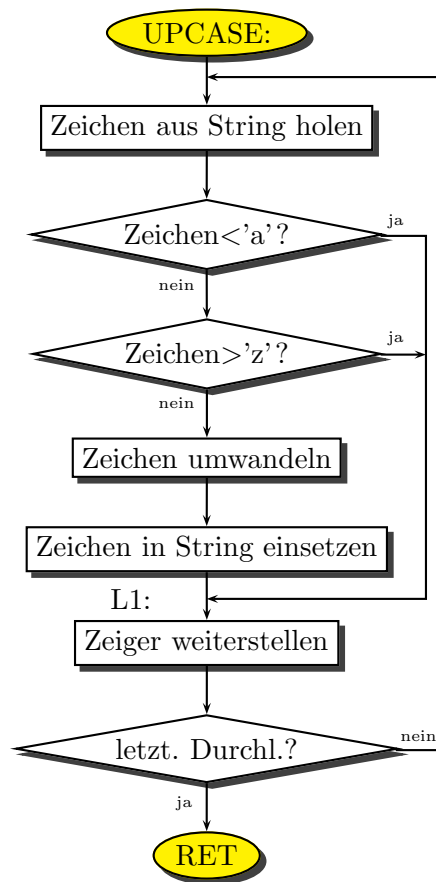 UPCASE:
Zeichen aus String holen
Zeichen<'a'?
ja
nein
Zeichen>'z'?
ja
nein
Zeichen umwandeln
Zeichen in String einsetzen
L1:
Zeiger weiterstellen
letzt. Durchl.?
nein
ja
RET